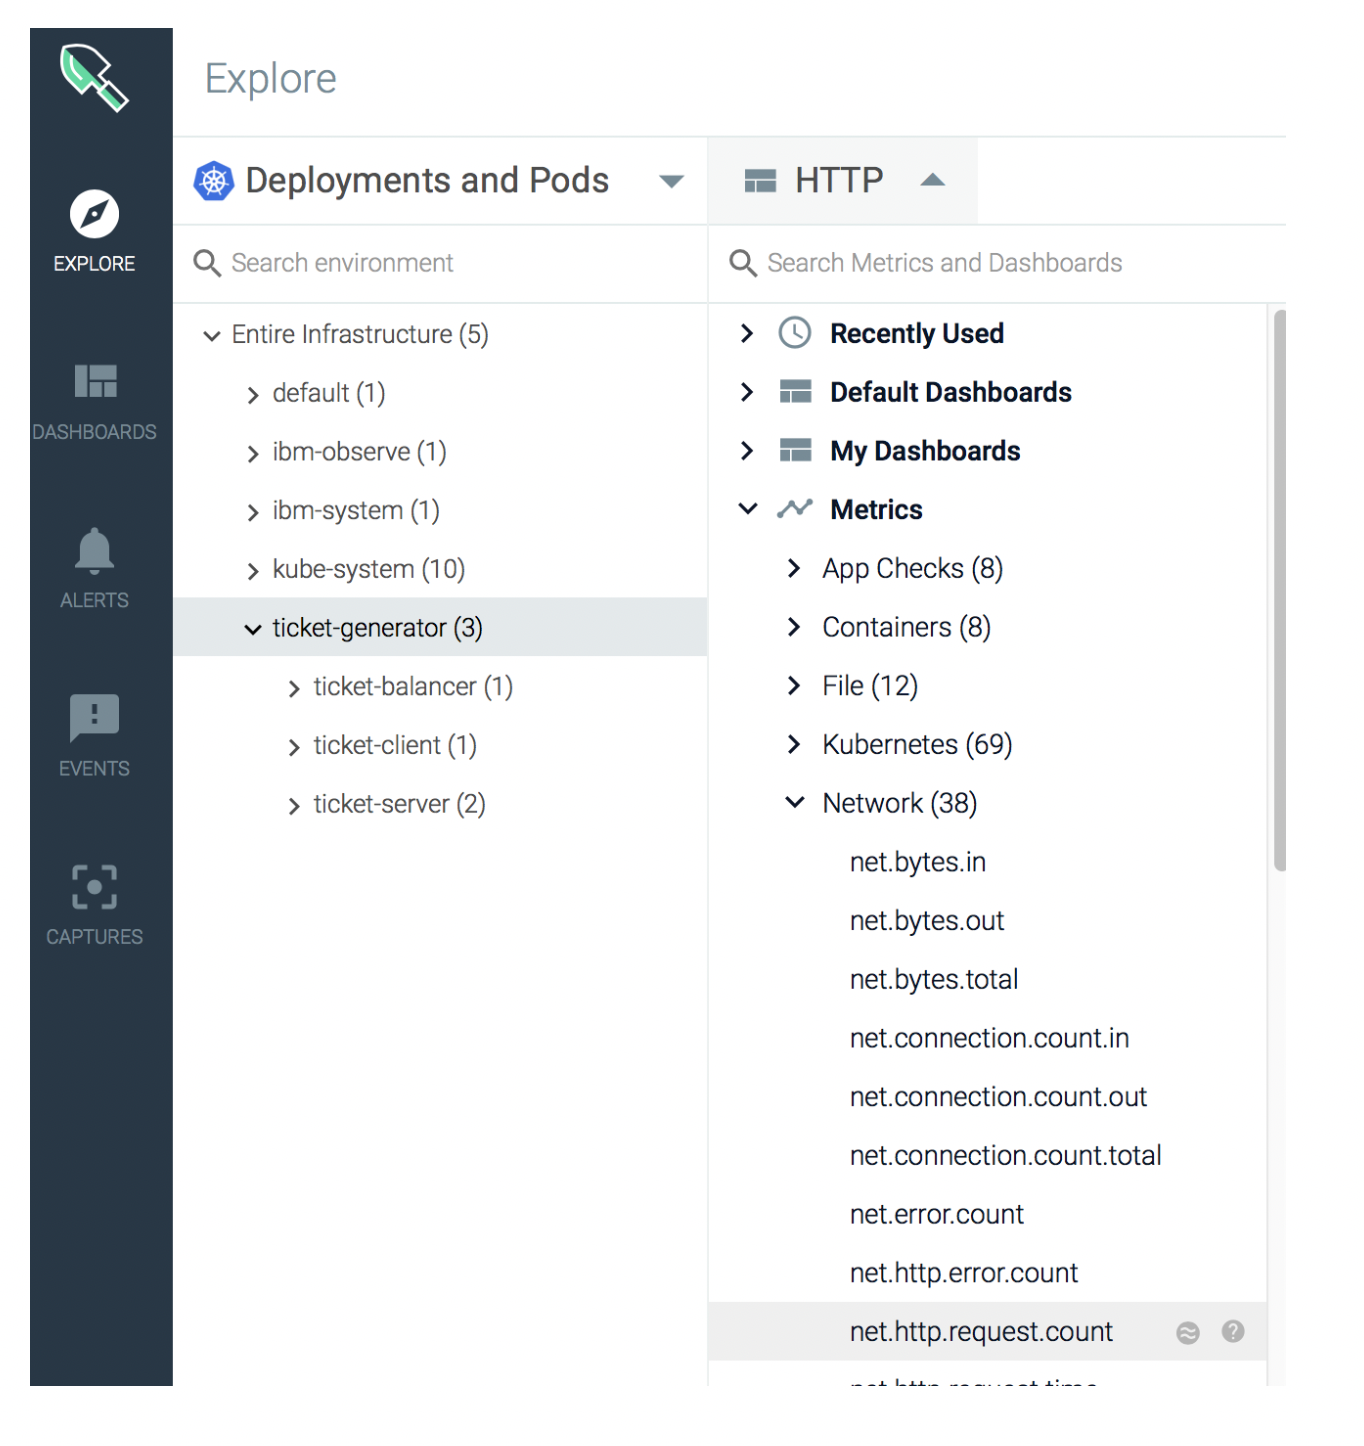 Explore
EXPLORE
DASHBOARDS
ALERTS
EVENTS
CAPTURES
Deployments and Pods
Search environment
Entire Infrastructure (5)
default (1)
ibm-observe (1)
ibm-system (1)
kube-system (10)
ticket-generator (3)
ticket-balancer (1)
ticket-client (1)
ticket-server (2)
HTTP
Search Metrics and Dashboards
Recently Used
Default Dashboards
My Dashboards
Metrics
App Checks (8)
Containers (8)
File (12)
Kubernetes (69)
Network (38)
net.bytes.in
net.bytes.out
net.bytes.total
net.connection.count.in
net.connection.count.out
net.connection.count.total
net.error.count
net.http.error.count
net.http.request.count
net.http.request.time